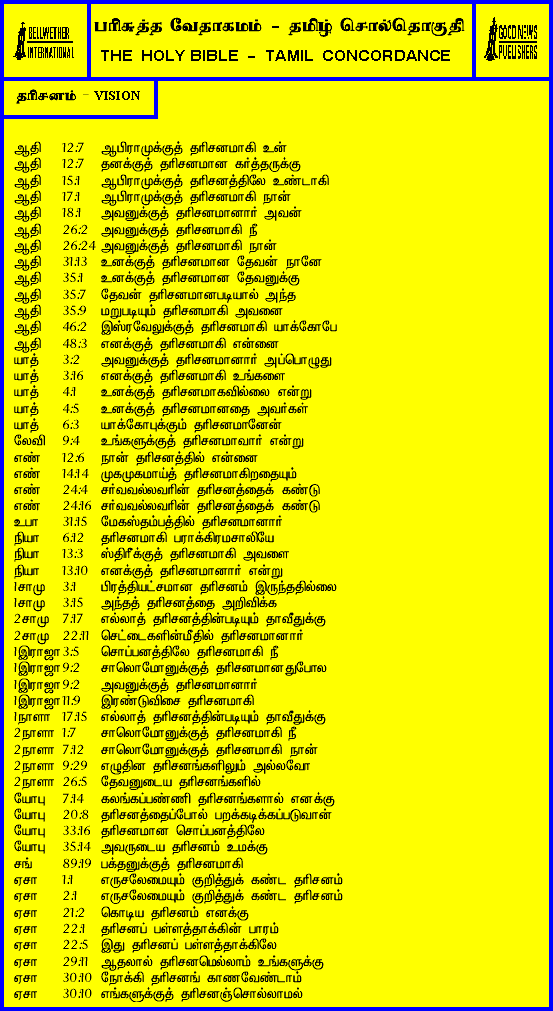 BELLWETHER
INTERNATIONAL
பரிசுத்த வேதாகமம் - தமிழ் சொல்தொகுதி
THE HOLY BIBLE - TAMIL CONCORDANCE
GOOD NEWS
PUBLISHERS
தரிசனம் - VISION
ஆதி 12:7 ஆபிராமுக்குத் தரிசனமாகி உன்
ஆதி 12:7 தனக்குத் தரிசனமான கர்த்தருக்கு
ஆதி 15:1 ஆபிராமுக்குத் தரிசனத்திலே உண்டாகி
ஆதி 17:1 ஆபிராமுக்குத் தரிசனமாகி நான்
ஆதி 18:1 அவனுக்குத் தரிசனமானார் அவன்
ஆதி 26:2 அவனுக்குத் தரிசனமாகி நீ
ஆதி 26:24 அவனுக்குத் தரிசனமாகி நான்
ஆதி 31:13 உனக்குத் தரிசனமான தேவன் நானே
ஆதி 35:1 உனக்குத் தரிசனமான தேவனுக்கு
ஆதி 35:7 தேவன் தரிசனமானபடியால் அந்த
ஆதி 35:9 மறுபடியும் தரிசனமாகி அவனை
ஆதி 46:2 இஸ்ரவேலுக்குத் தரிசனமாகி யாக்கோபே
ஆதி 48:3 எனக்குத் தரிசனமாகி என்னை
யாத் 3:2 அவனுக்குத் தரிசனமானார் அப்பொழுது
யாத் 3:16 எனக்குத் தரிசனமாகி உங்களை
யாத் 4:1 உனக்குத் தரிசனமாகவில்லை என்று
யாத் 4:5 உனக்குத் தரிசனமானதை அவர்கள்
யாத் 6:3 யாக்கோபுக்கும் தரிசனமானேன்
லேவி 9:4 உங்களுக்குத் தரிசனமாவார் என்று
எண் 12:6 நான் தரிசனத்தில் என்னை
எண் 14:14 முகமுகமாய்த் தரிசனமாகிறதையும்
எண் 24:4 சர்வவல்லவரின் தரிசனத்தைக் கண்டு
எண் 24:16 சர்வவல்லவரின் தரிசனத்தைக் கண்டு
உபா 31:15 மேகஸ்தம்பத்தில் தரிசனமானார்
நியா 6:12 தரிசனமாகி பராக்கிரமசாலியே
நியா 13:3 ஸ்திரீக்குத் தரிசனமாகி அவளை
நியா 13:10 எனக்குத் தரிசனமானார் என்று
1சாமு 3:1 பிரத்தியட்சமான தரிசனம் இருந்ததில்லை
1சாமு 3:15 அந்தத் தரிசனத்தை அறிவிக்க
2சாமு 7:17 எல்லாத் தரிசனத்தின்படியும் தாவீதுக்கு
2சாமு 22:11 செட்டைகளின்மீதில் தரிசனமானார்
1இராஜா 3:5 சொப்பனத்திலே தரிசனமாகி நீ
1இராஜா 9:2 சாலொமோனுக்குத் தரிசனமானதுபோல
1இராஜா 9:2 அவனுக்குத் தரிசனமானார்
1இராஜா 11:9 இரண்டுவிசை தரிசனமாகி
1நாளா 17:15 எல்லாத் தரிசனத்தின்படியும் தாவீதுக்கு
2நாளா 1:7 சாலொமோனுக்குத் தரிசனமாகி நீ
2நாளா 7:12 சாலொமோனுக்குத் தரிசனமாகி நான்
2நாளா 9:29 எழுதின தரிசனங்களிலும் அல்லவோ
2நாளா 26:5 தேவனுடைய தரிசனங்களில்
யோபு 7:14 கலங்கப்பண்ணி தரிசனங்களால் எனக்கு
யோபு 20:8 தரிசனத்தைப்போல் பறக்கடிக்கப்படுவான்
யோபு 33:16 தரிசனமான சொப்பனத்திலே
யோபு 35:14 அவருடைய தரிசனம் உமக்கு
சங் 89:19 பக்தனுக்குத் தரிசனமாகி
ஏசா 1:1 எருசலேமையும் குறித்துக் கண்ட தரிசனம்
ஏசா 2:1 எருசலேமையும் குறித்துக் கண்ட தரிசனம்
ஏசா 21:2 கொடிய தரிசனம் எனக்கு
ஏசா 22:1 தரிசனப் பள்ளத்தாக்கின் பாரம்
ஏசா 22:5 இது தரிசனப் பள்ளத்தாக்கிலே
ஏசா 29:11 ஆதலால் தரிசனமெல்லாம் உங்களுக்கு
ஏசா 30:10 நோக்கி தரிசனங் காணவேண்டாம்
ஏசா 30:10 எங்களுக்குத் தரிசனஞ்சொல்லாமல்